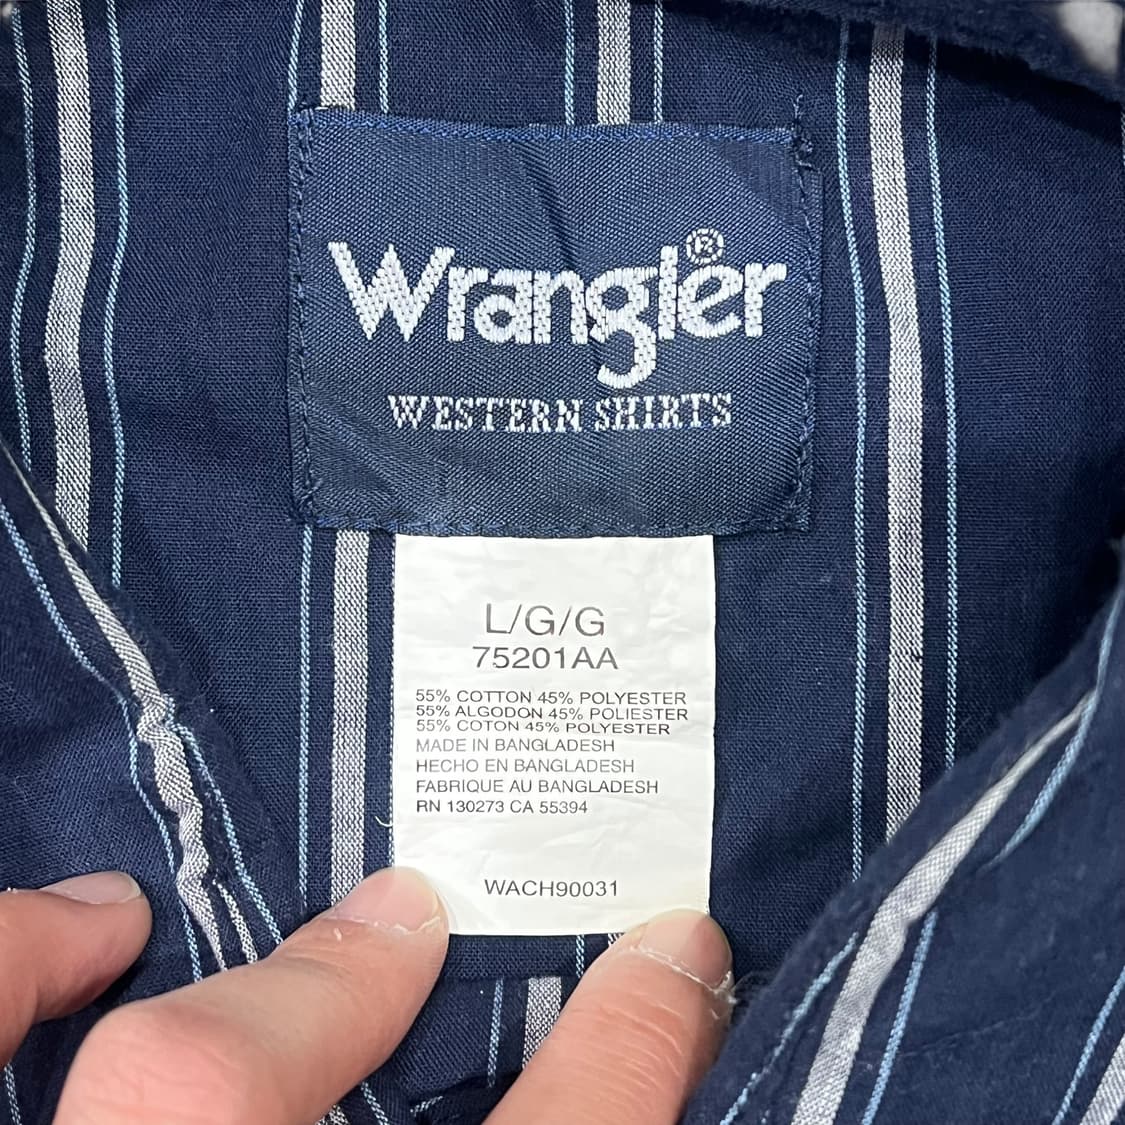 Wrangler®
WESTERN SHIRTS
L/G/G
75201AA
55% COTTON 45% POLYESTER
55% ALGODON 45% POLIESTER
55% COTON 45% POLYESTER
MADE IN BANGLADESH
HECHO EN BANGLADESH
FABRIQUE AU BANGLADESH
RN 130273 CA 55394
WACH90031